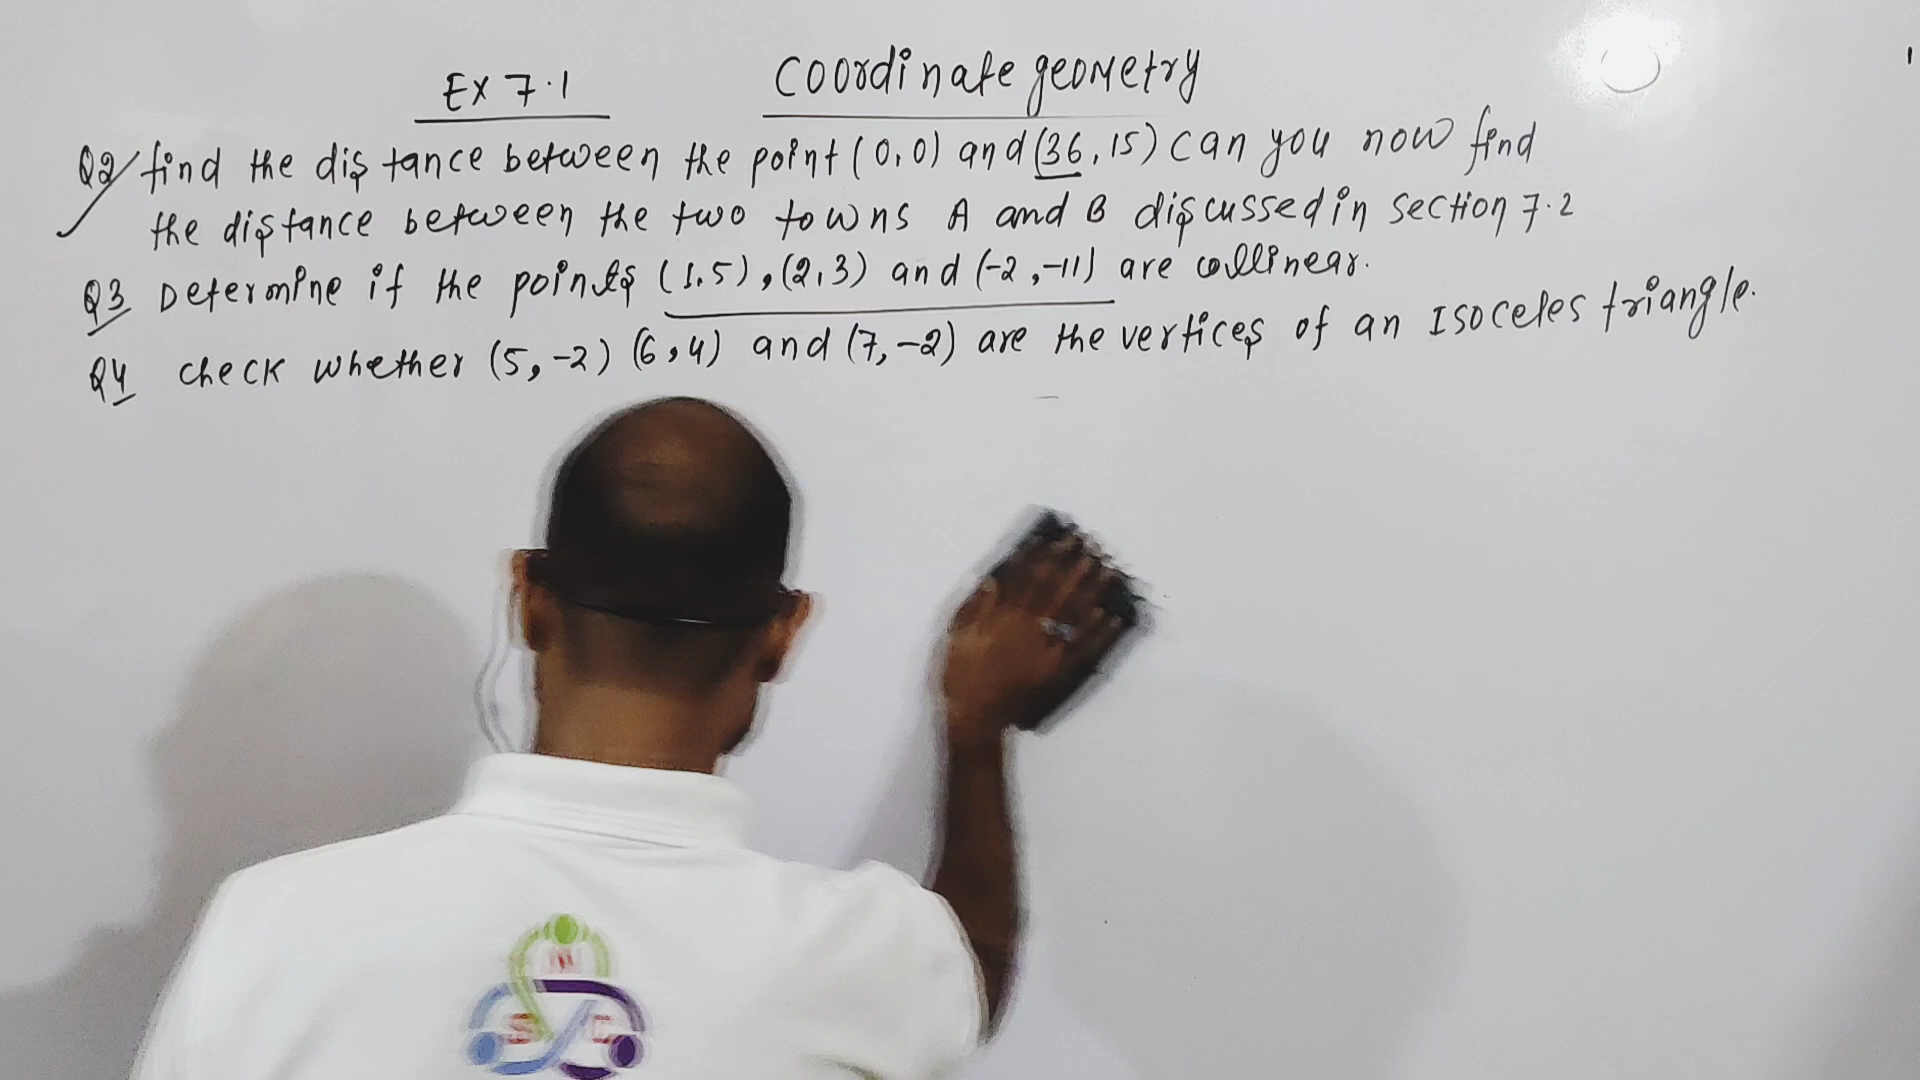 Ex 7.1 Coordinate geometry
Q2 find the distance between the point (0,0) and (36,15) can you now find
the distance between the two towns A and B discussed in section 7.2
Q3 Determine if the points (1,5), (2,3) and (-2,-11) are collinear.
Q4 check whether (5,-2) (6,4) and (7,-2) are the vertices of an Isoceles triangle.
N
S C